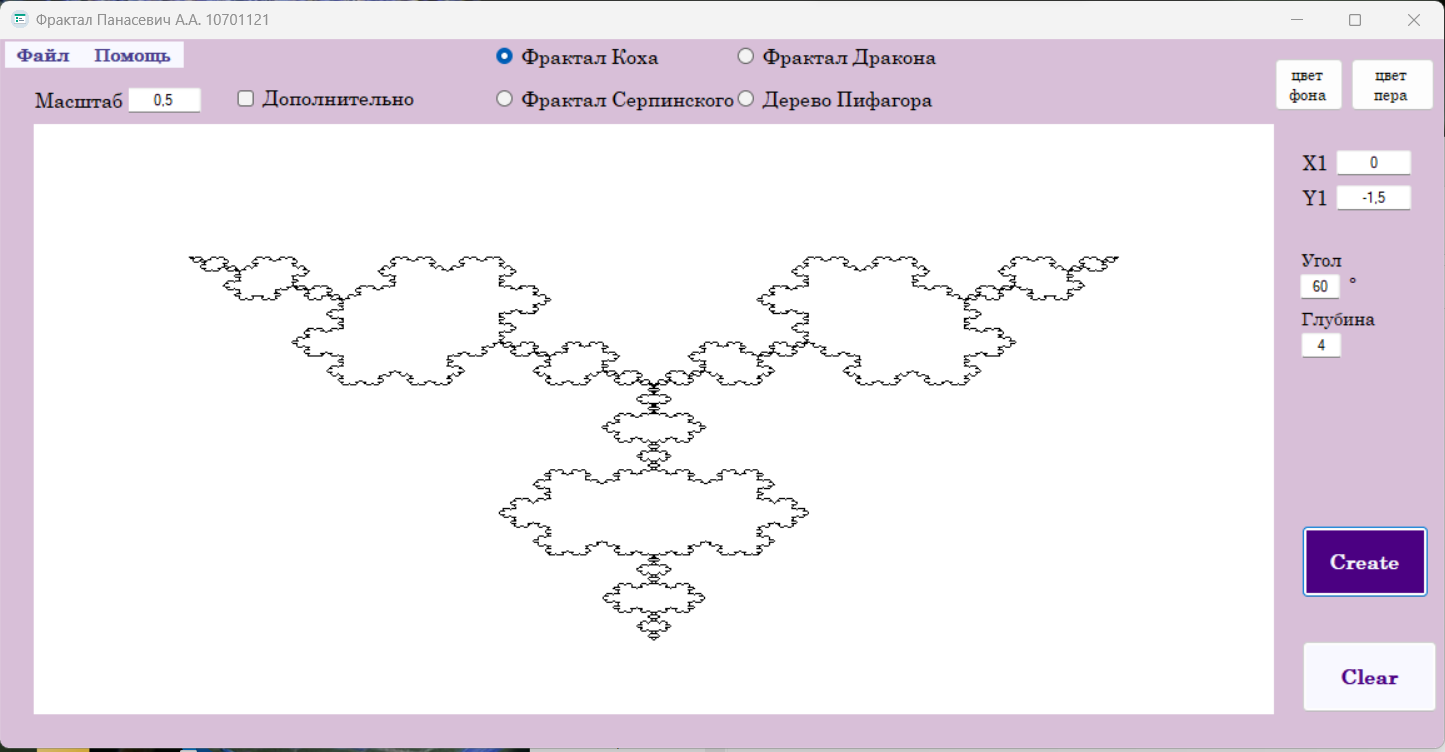 Фрактал Панасевич А.А. 10701121
Файл Помощь
Фрактал Коха Фрактал Дракона
цвет фона
цвет пера
Масштаб 0,5 Дополнительно
Фрактал Серпинского Дерево Пифагора
X1 0
Y1 -1,5
Угол
60 °
Глубина
4
Create
Clear